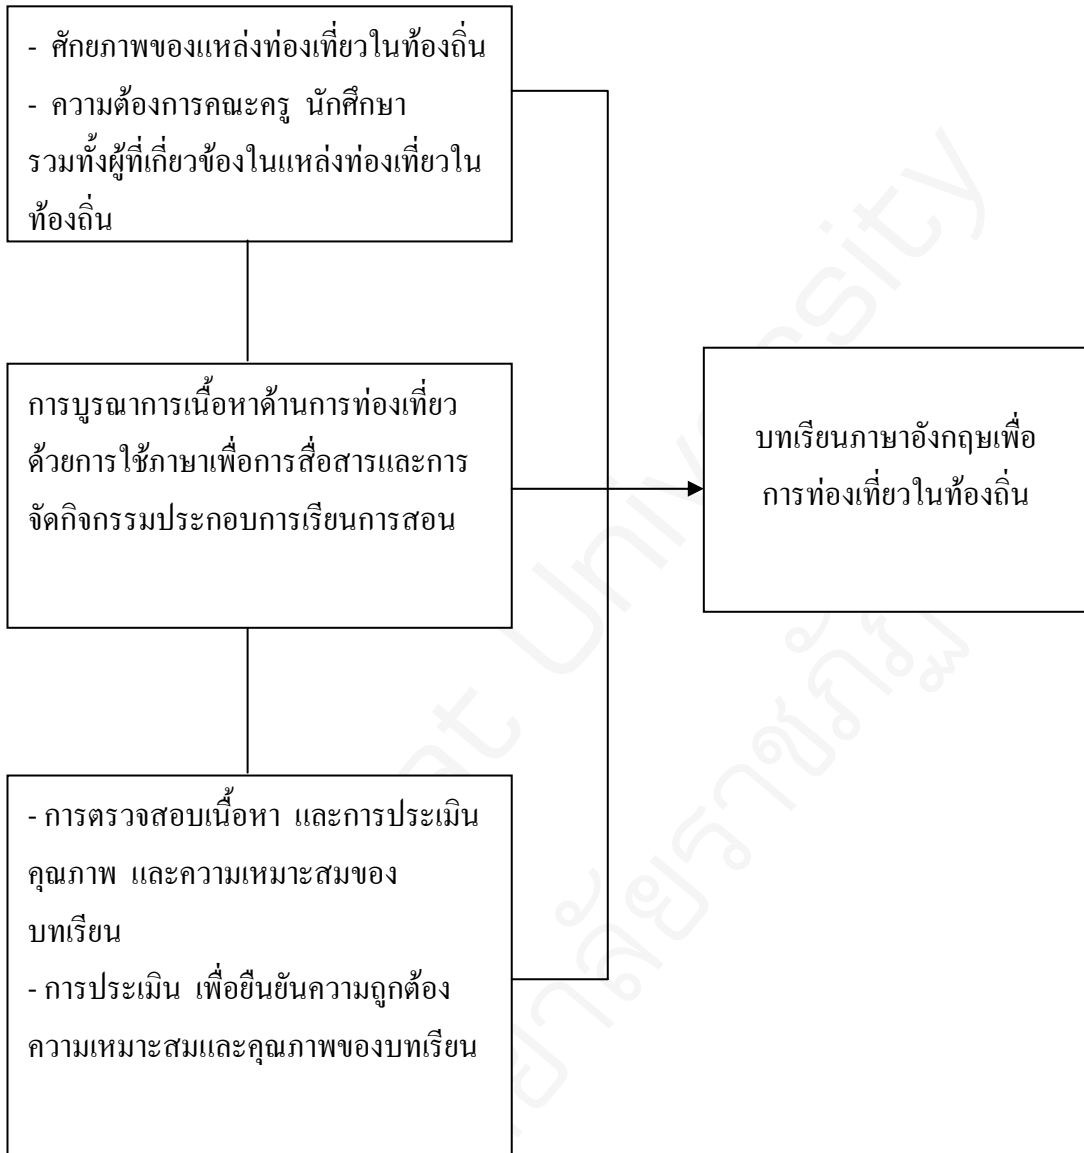 - ศักยภาพของแหล่งท่องเที่ยวในท้องถิ่น
- ความต้องการคณะครู นักศึกษา
รวมทั้งผู้ที่เกี่ยวข้องในแหล่งท่องเที่ยวใน
ท้องถิ่น
การบูรณาการเนื้อหาด้านการท่องเที่ยว
ด้วยการใช้ภาษาเพื่อการสื่อสารและการ
จัดกิจกรรมประกอบการเรียนการสอน
บทเรียนภาษาอังกฤษเพื่อ
การท่องเที่ยวในท้องถิ่น
- การตรวจสอบเนื้อหา และการประเมิน
คุณภาพ และความเหมาะสมของ
บทเรียน
- การประเมิน เพื่อยืนยันความถูกต้อง
ความเหมาะสมและคุณภาพของบทเรียน